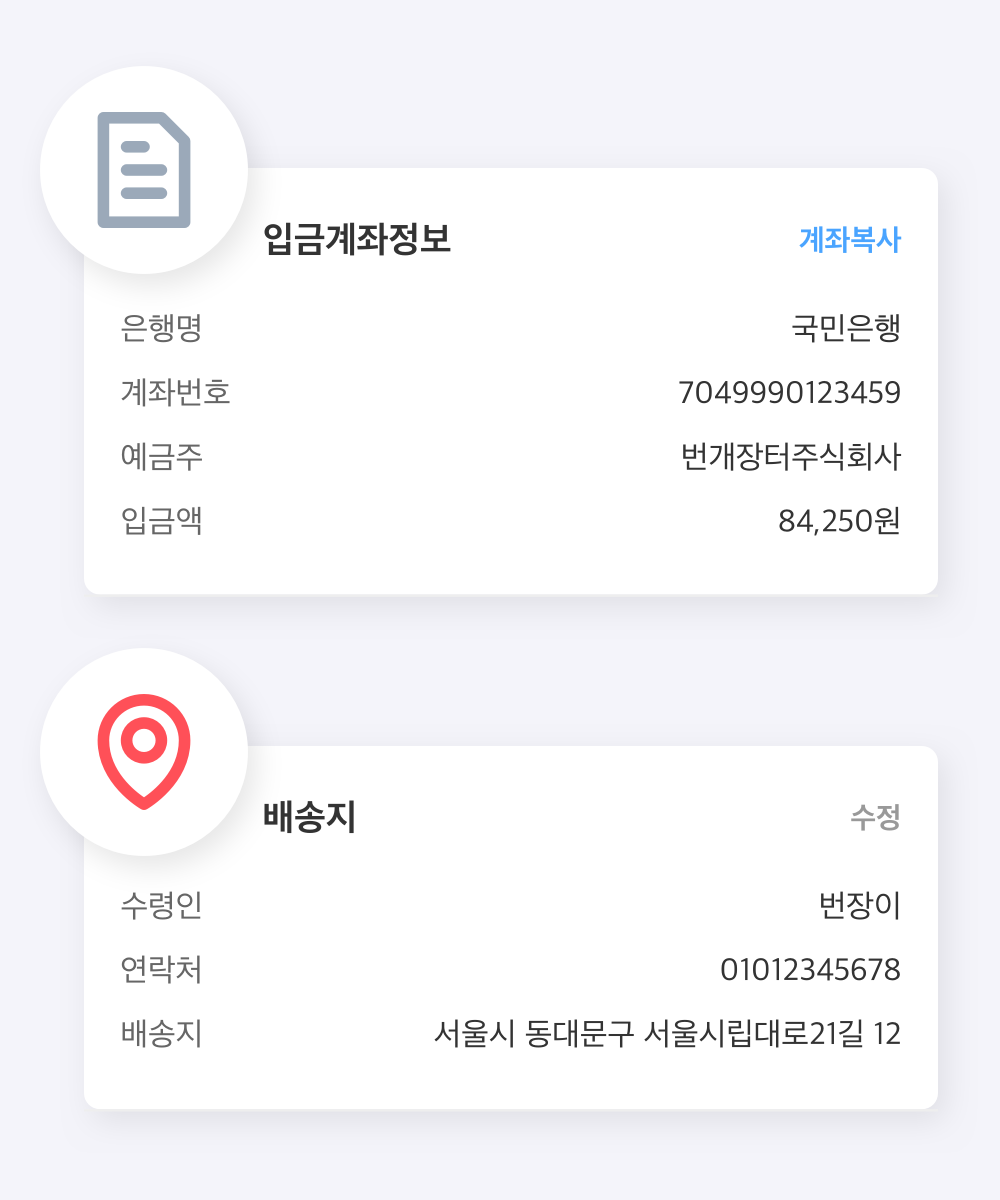 입금계좌정보 계좌복사
은행명 국민은행
계좌번호 7049990123459
예금주 번개장터주식회사
입금액 84,250원
배송지 수정
수령인 번장이
연락처 01012345678
배송지 서울시 동대문구 서울시립대로21길 12